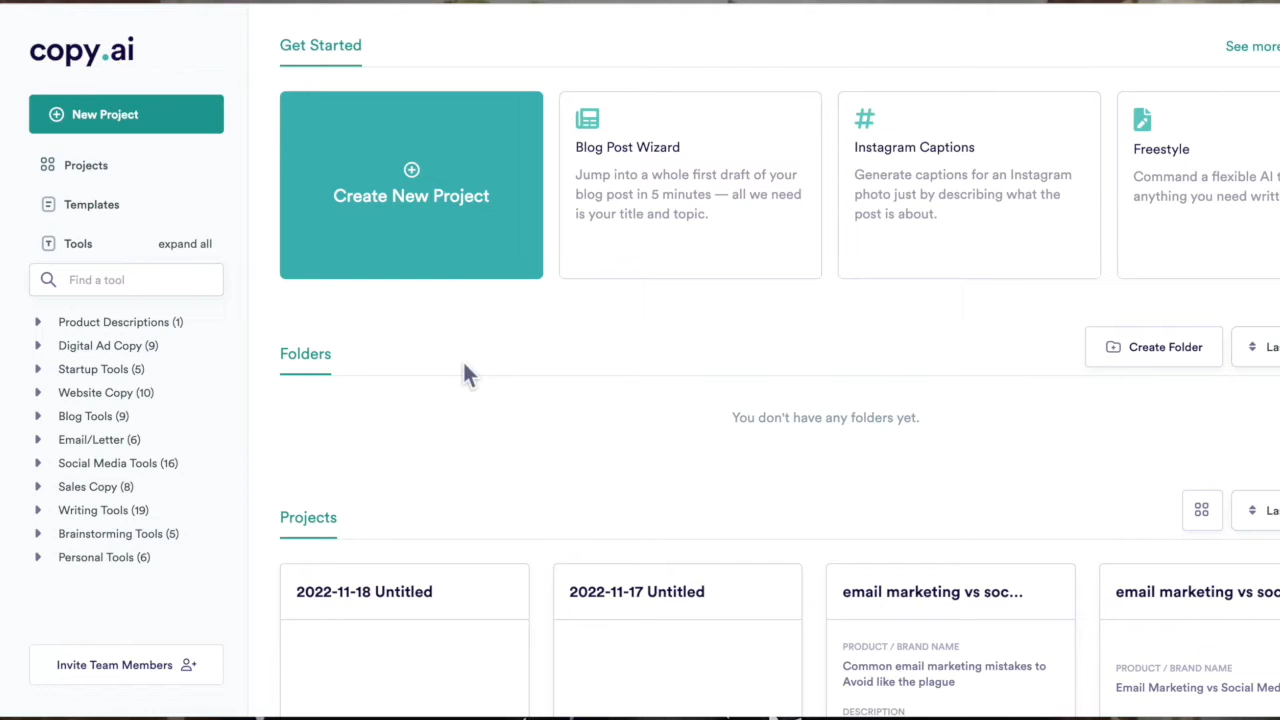 copy.ai
New Project
Projects
Templates
Tools
expand all
Find a tool
Product Descriptions (1)
Digital Ad Copy (9)
Startup Tools (5)
Website Copy (10)
Blog Tools (9)
Email/Letter (6)
Social Media Tools (16)
Sales Copy (8)
Writing Tools (19)
Brainstorming Tools (5)
Personal Tools (6)
Invite Team Members
Get Started
See more
Create New Project
Blog Post Wizard
Jump into a whole first draft of your
blog post in 5 minutes — all we need
is your title and topic.
Instagram Captions
Generate captions for an Instagram
photo just by describing what the
post is about.
Freestyle
Command a flexible AI t
anything you need writt
Folders
Create Folder
Las
You don't have any folders yet.
Projects
Las
2022-11-18 Untitled
2022-11-17 Untitled
email marketing vs soc...
PRODUCT / BRAND NAME
Common email marketing mistakes to
Avoid like the plague
DESCRIPTION
email marketing vs soc
PRODUCT / BRAND NAME
Email Marketing vs Social Med